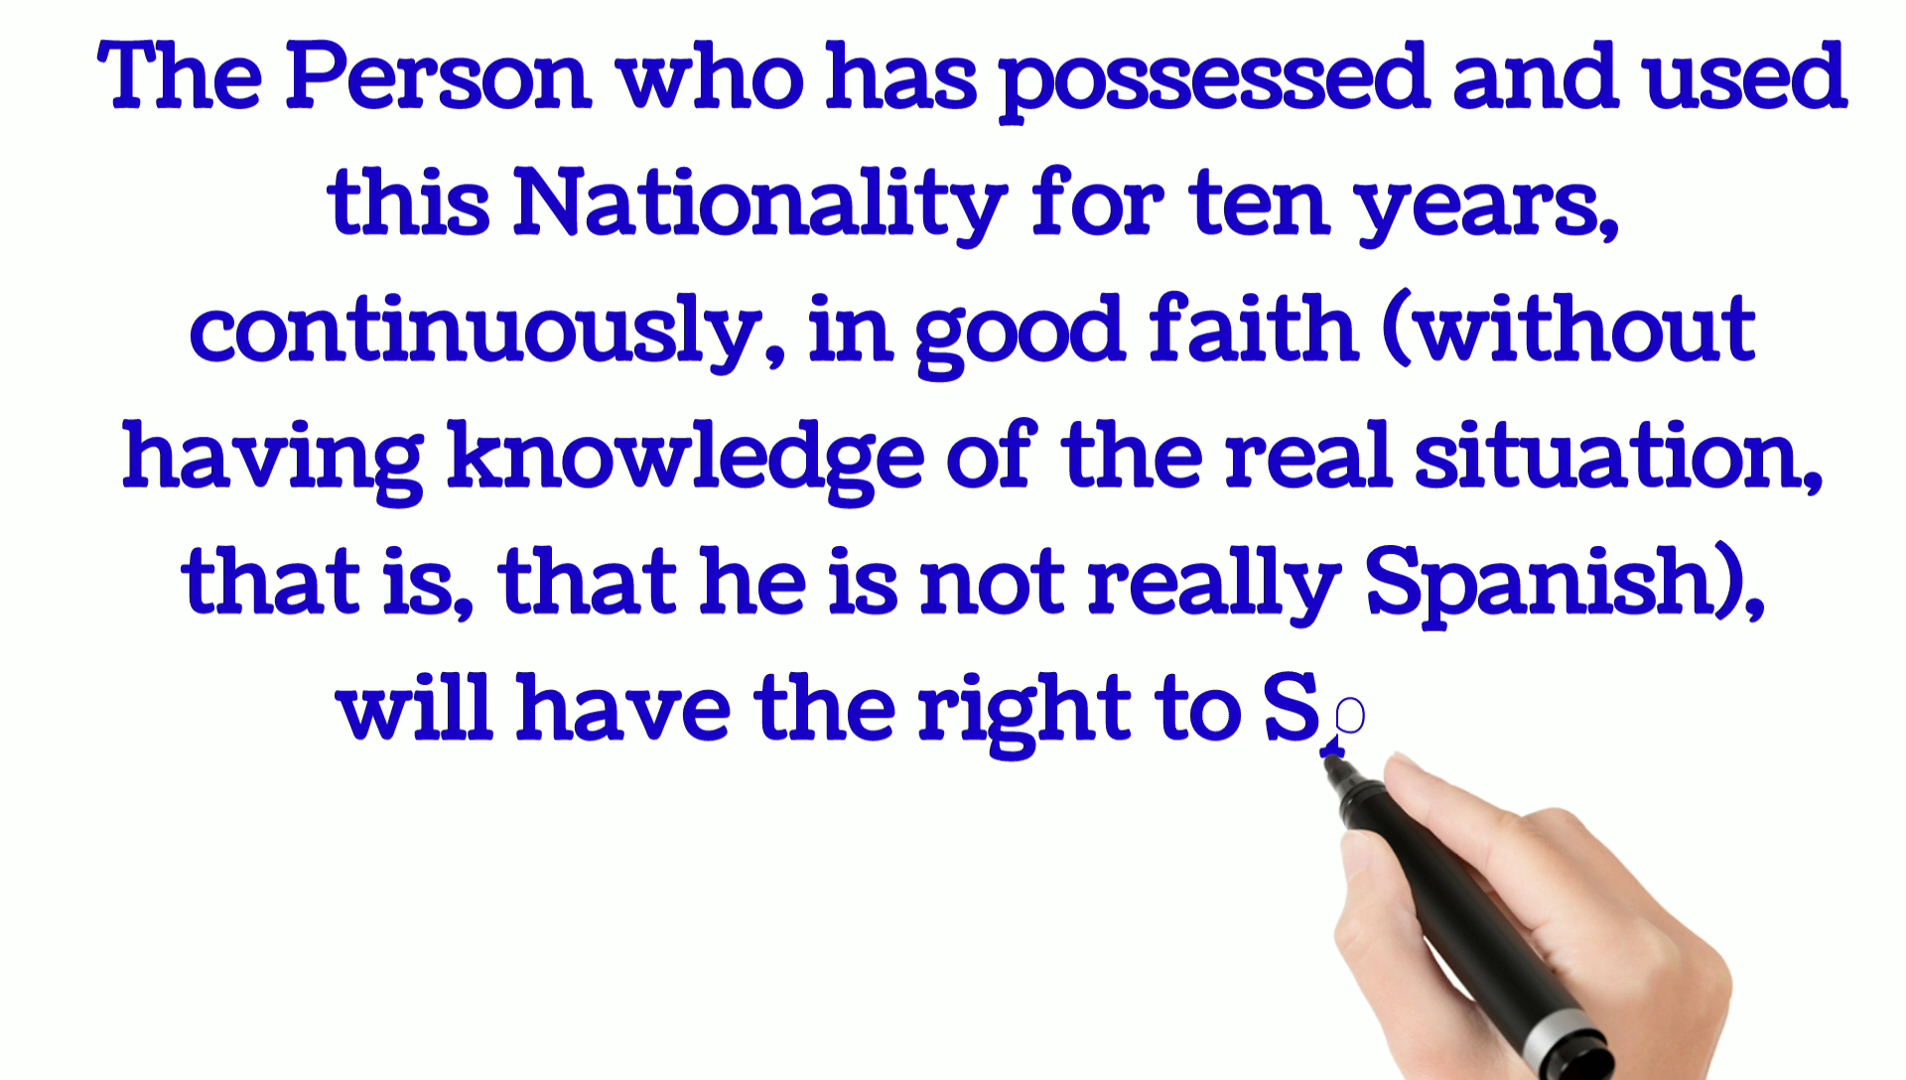 The Person who has possessed and used
this Nationality for ten years,
continuously, in good faith (without
having knowledge of the real situation,
that is, that he is not really Spanish),
will have the right to Sp